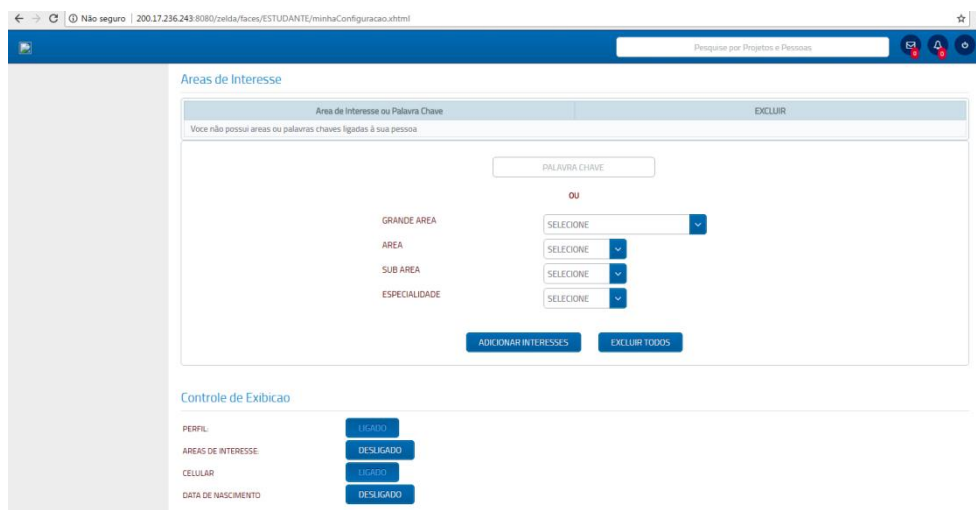 Não seguro | 200.17.236.243:8080/zelda/faces/ESTUDANTE/minhaConfiguracao.xhtml
Pesquise por Projetos e Pessoas
0 0
Areas de Interesse
Area de Interesse ou Palavra Chave EXCLUIR
Voce não possui areas ou palavras chaves ligadas à sua pessoa
PALAVRA CHAVE
OU
GRANDE AREA SELECIONE
AREA SELECIONE
SUB AREA SELECIONE
ESPECIALIDADE SELECIONE
ADICIONAR INTERESSES EXCLUIR TODOS
Controle de Exibicao
PERFIL: LIGADO
AREAS DE INTERESSE: DESLIGADO
CELULAR LIGADO
DATA DE NASCIMENTO DESLIGADO